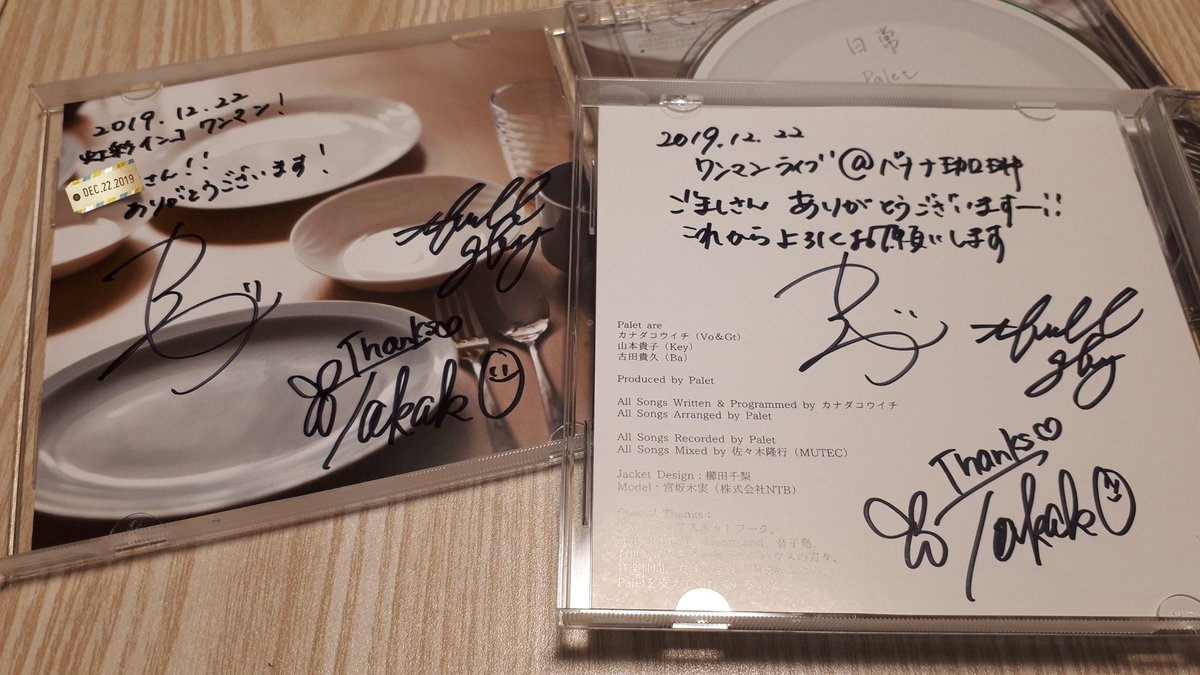 2019.12.22
虹色インコ ワンマン!
DEC.22.2019
さん!!
ありがとうございます!
Thanks♡
Takako
日常
Palet
2019.12.22
ワンマンライブ@バナナ珈琲
ごましさん ありがとうございますー!!
これからよろしくお願いします
Palet are
カナダコウイチ（Vo＆Gt）
山本貴子（Key）
古田貴久（Ba）
Produced by Palet
All Songs Written & Programmed by カナダコウイチ
All Songs Arranged by Palet
All Songs Recorded by Palet
All Songs Mixed by 佐々木隆行（MUTEC）
Jacket Design：櫛田千梨
Model：宮坂木実（株式会社NTB）
Special Thanks：
Thanks♡
Takako